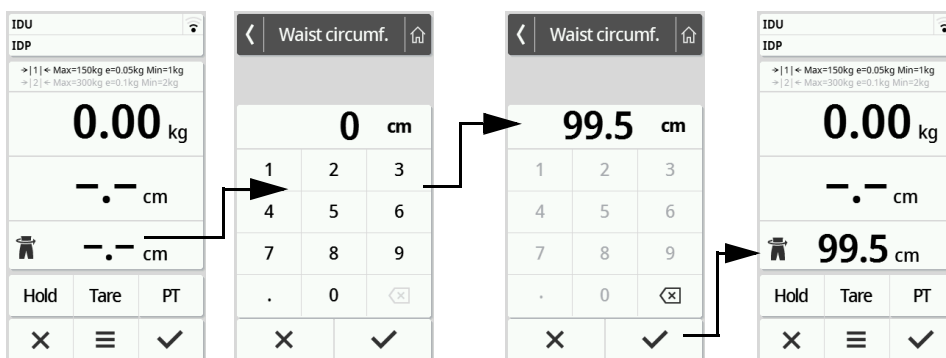 IDU
IDP
→|1|← Max=150kg e=0.05kg Min=1kg
→|2|← Max=300kg e=0.1kg Min=2kg
0.00 kg
–.– cm
–.– cm
Hold Tare PT
Waist circumf.
0 cm
1 2 3
4 5 6
7 8 9
. 0
Waist circumf.
99.5 cm
1 2 3
4 5 6
7 8 9
. 0
IDU
IDP
→|1|← Max=150kg e=0.05kg Min=1kg
→|2|← Max=300kg e=0.1kg Min=2kg
0.00 kg
–.– cm
99.5 cm
Hold Tare PT